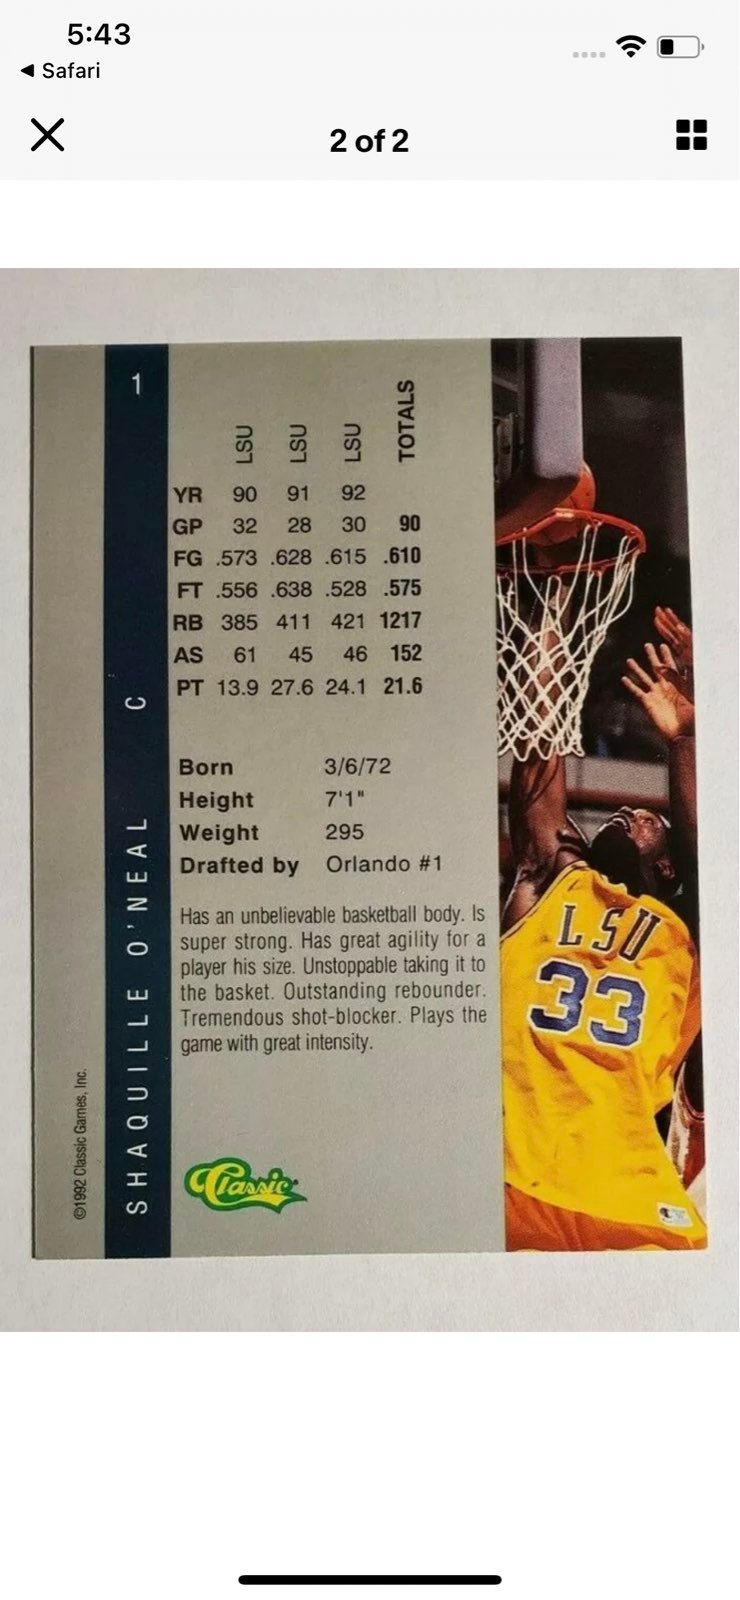 5:43
◀ Safari
2 of 2
1
LSU LSU LSU TOTALS
YR 90 91 92
GP 32 28 30 90
FG .573 .628 .615 .610
FT .556 .638 .528 .575
RB 385 411 421 1217
AS 61 45 46 152
PT 13.9 27.6 24.1 21.6
SHAQUILLE O'NEAL C
Born 3/6/72
Height 7'1"
Weight 295
Drafted by Orlando #1
Has an unbelievable basketball body. Is
super strong. Has great agility for a
player his size. Unstoppable taking it to
the basket. Outstanding rebounder.
Tremendous shot-blocker. Plays the
game with great intensity.
©1992 Classic Games, Inc.
Classic
LSU
33